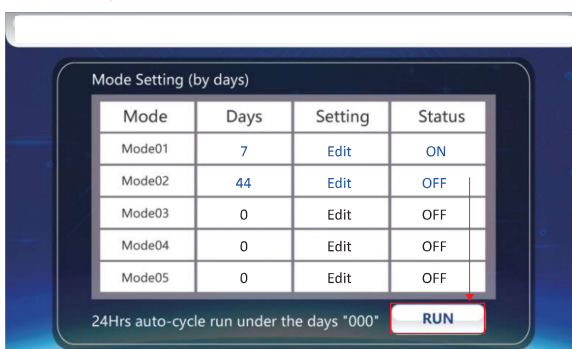 Mode Setting (by days)
Mode Days Setting Status
Mode01 7 Edit ON
Mode02 44 Edit OFF
Mode03 0 Edit OFF
Mode04 0 Edit OFF
Mode05 0 Edit OFF
24Hrs auto-cycle run under the days "000" RUN